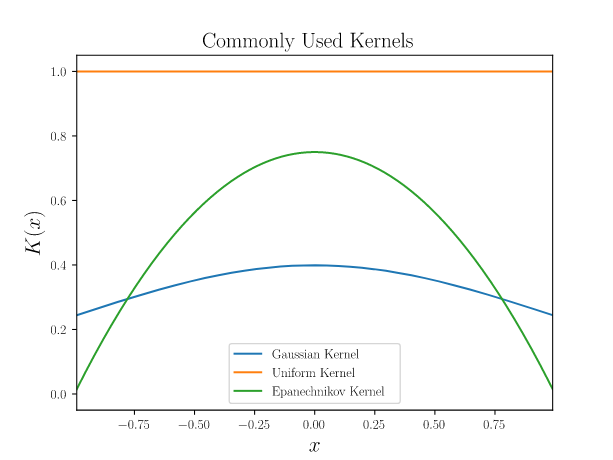 Commonly Used Kernels
K(x)
1.0
0.8
0.6
0.4
0.2
0.0
Gaussian Kernel
Uniform Kernel
Epanechnikov Kernel
−0.75 −0.50 −0.25 0.00 0.25 0.50 0.75
x